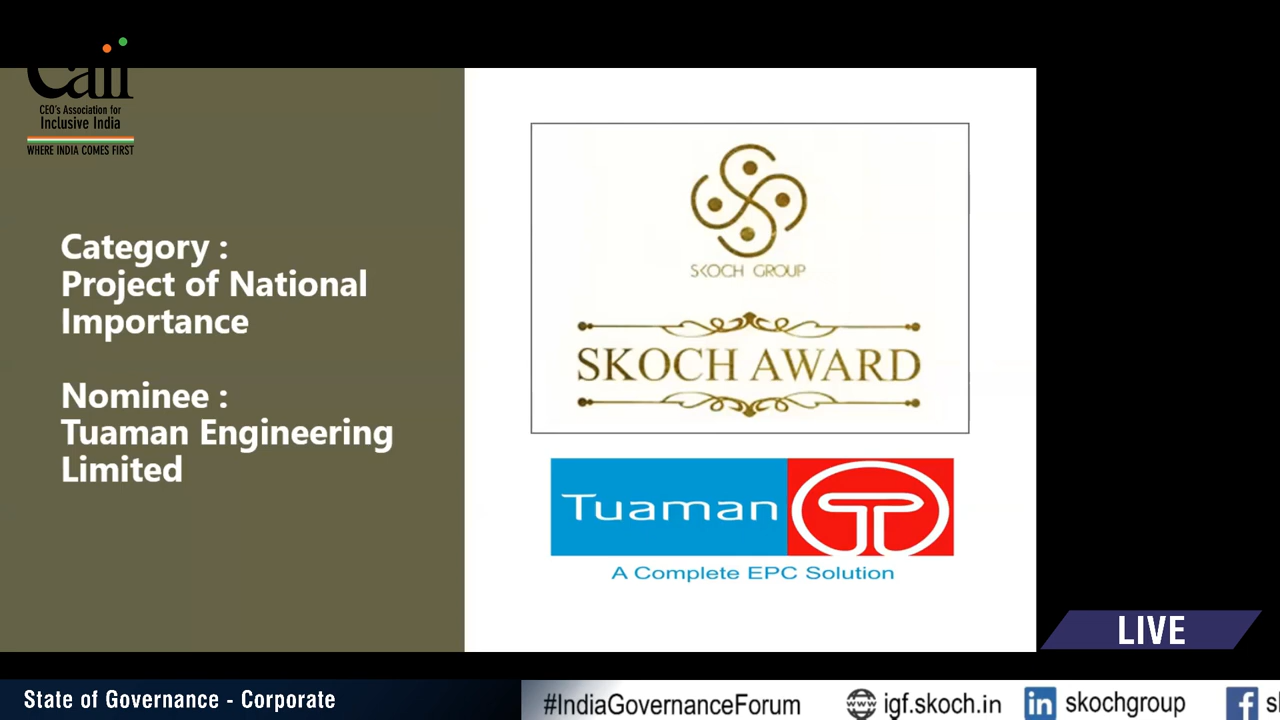 Caii
CEO's Association for
Inclusive India
WHERE INDIA COMES FIRST
Category :
Project of National
Importance
Nominee :
Tuaman Engineering
Limited
SKOCH GROUP
SKOCH AWARD
Tuaman
A Complete EPC Solution
LIVE
State of Governance - Corporate
#IndiaGovernanceForum
igf.skoch.in
skochgroup